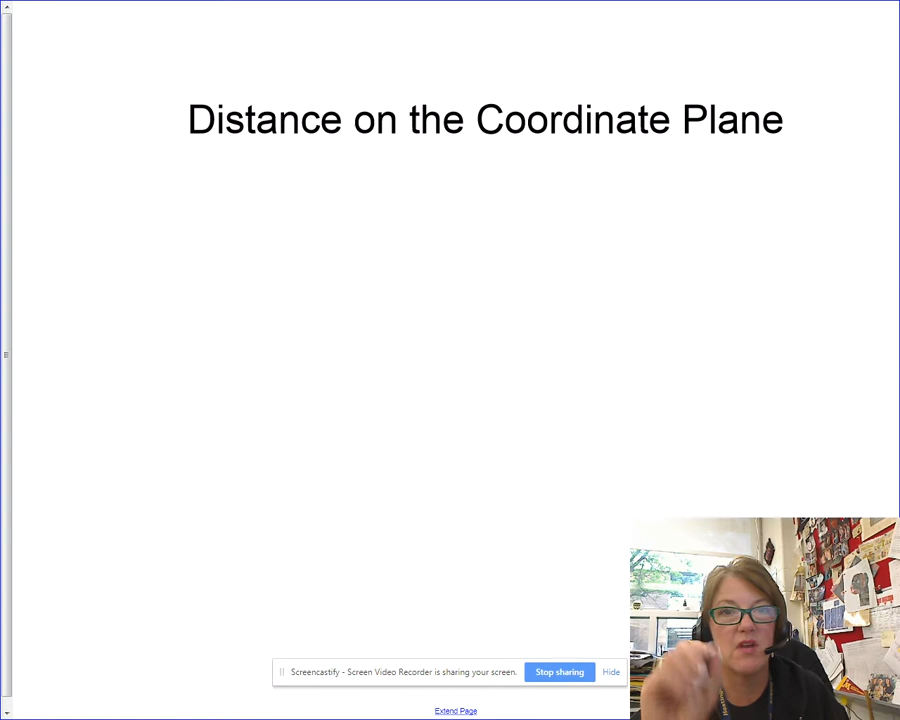 Distance on the Coordinate Plane
Screencastify - Screen Video Recorder is sharing your screen.
Stop sharing
Hide
Extend Page